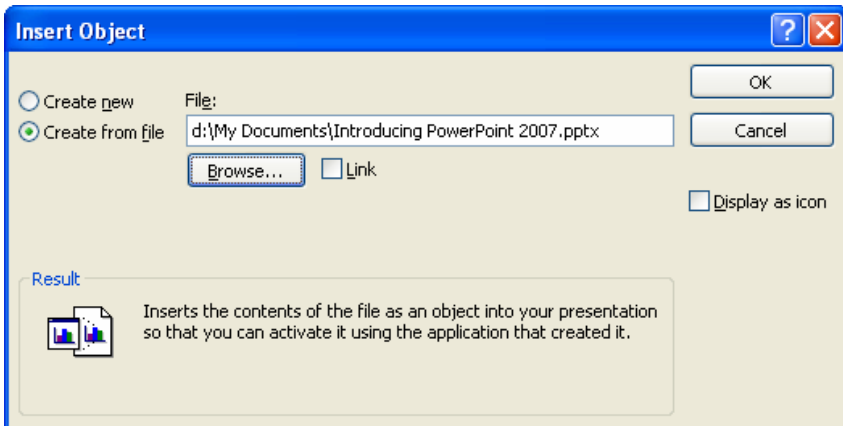 Insert Object
OK
Create new
File:
Create from file
d:\My Documents\Introducing PowerPoint 2007.pptx
Cancel
Browse...
Link
Display as icon
Result
Inserts the contents of the file as an object into your presentation
so that you can activate it using the application that created it.